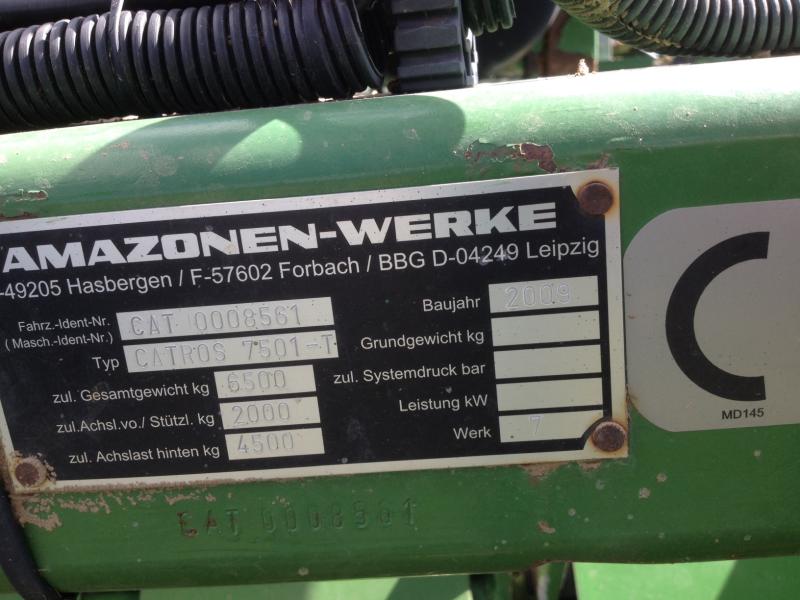 AMAZONEN-WERKE
-49205 Hasbergen / F-57602 Forbach / BBG D-04249 Leipzig
Fahrz.-Ident-Nr. CAT 0008561
( Masch.-Ident-Nr.)
Typ CATROS 7501-T
zul. Gesamtgewicht kg 6500
zul.Achsl.vo./ Stützl. kg 2000
zul. Achslast hinten kg 4500
Baujahr 2009
Grundgewicht kg
zul. Systemdruck bar
Leistung kW
Werk 7
C
MD145
CAT 0008561